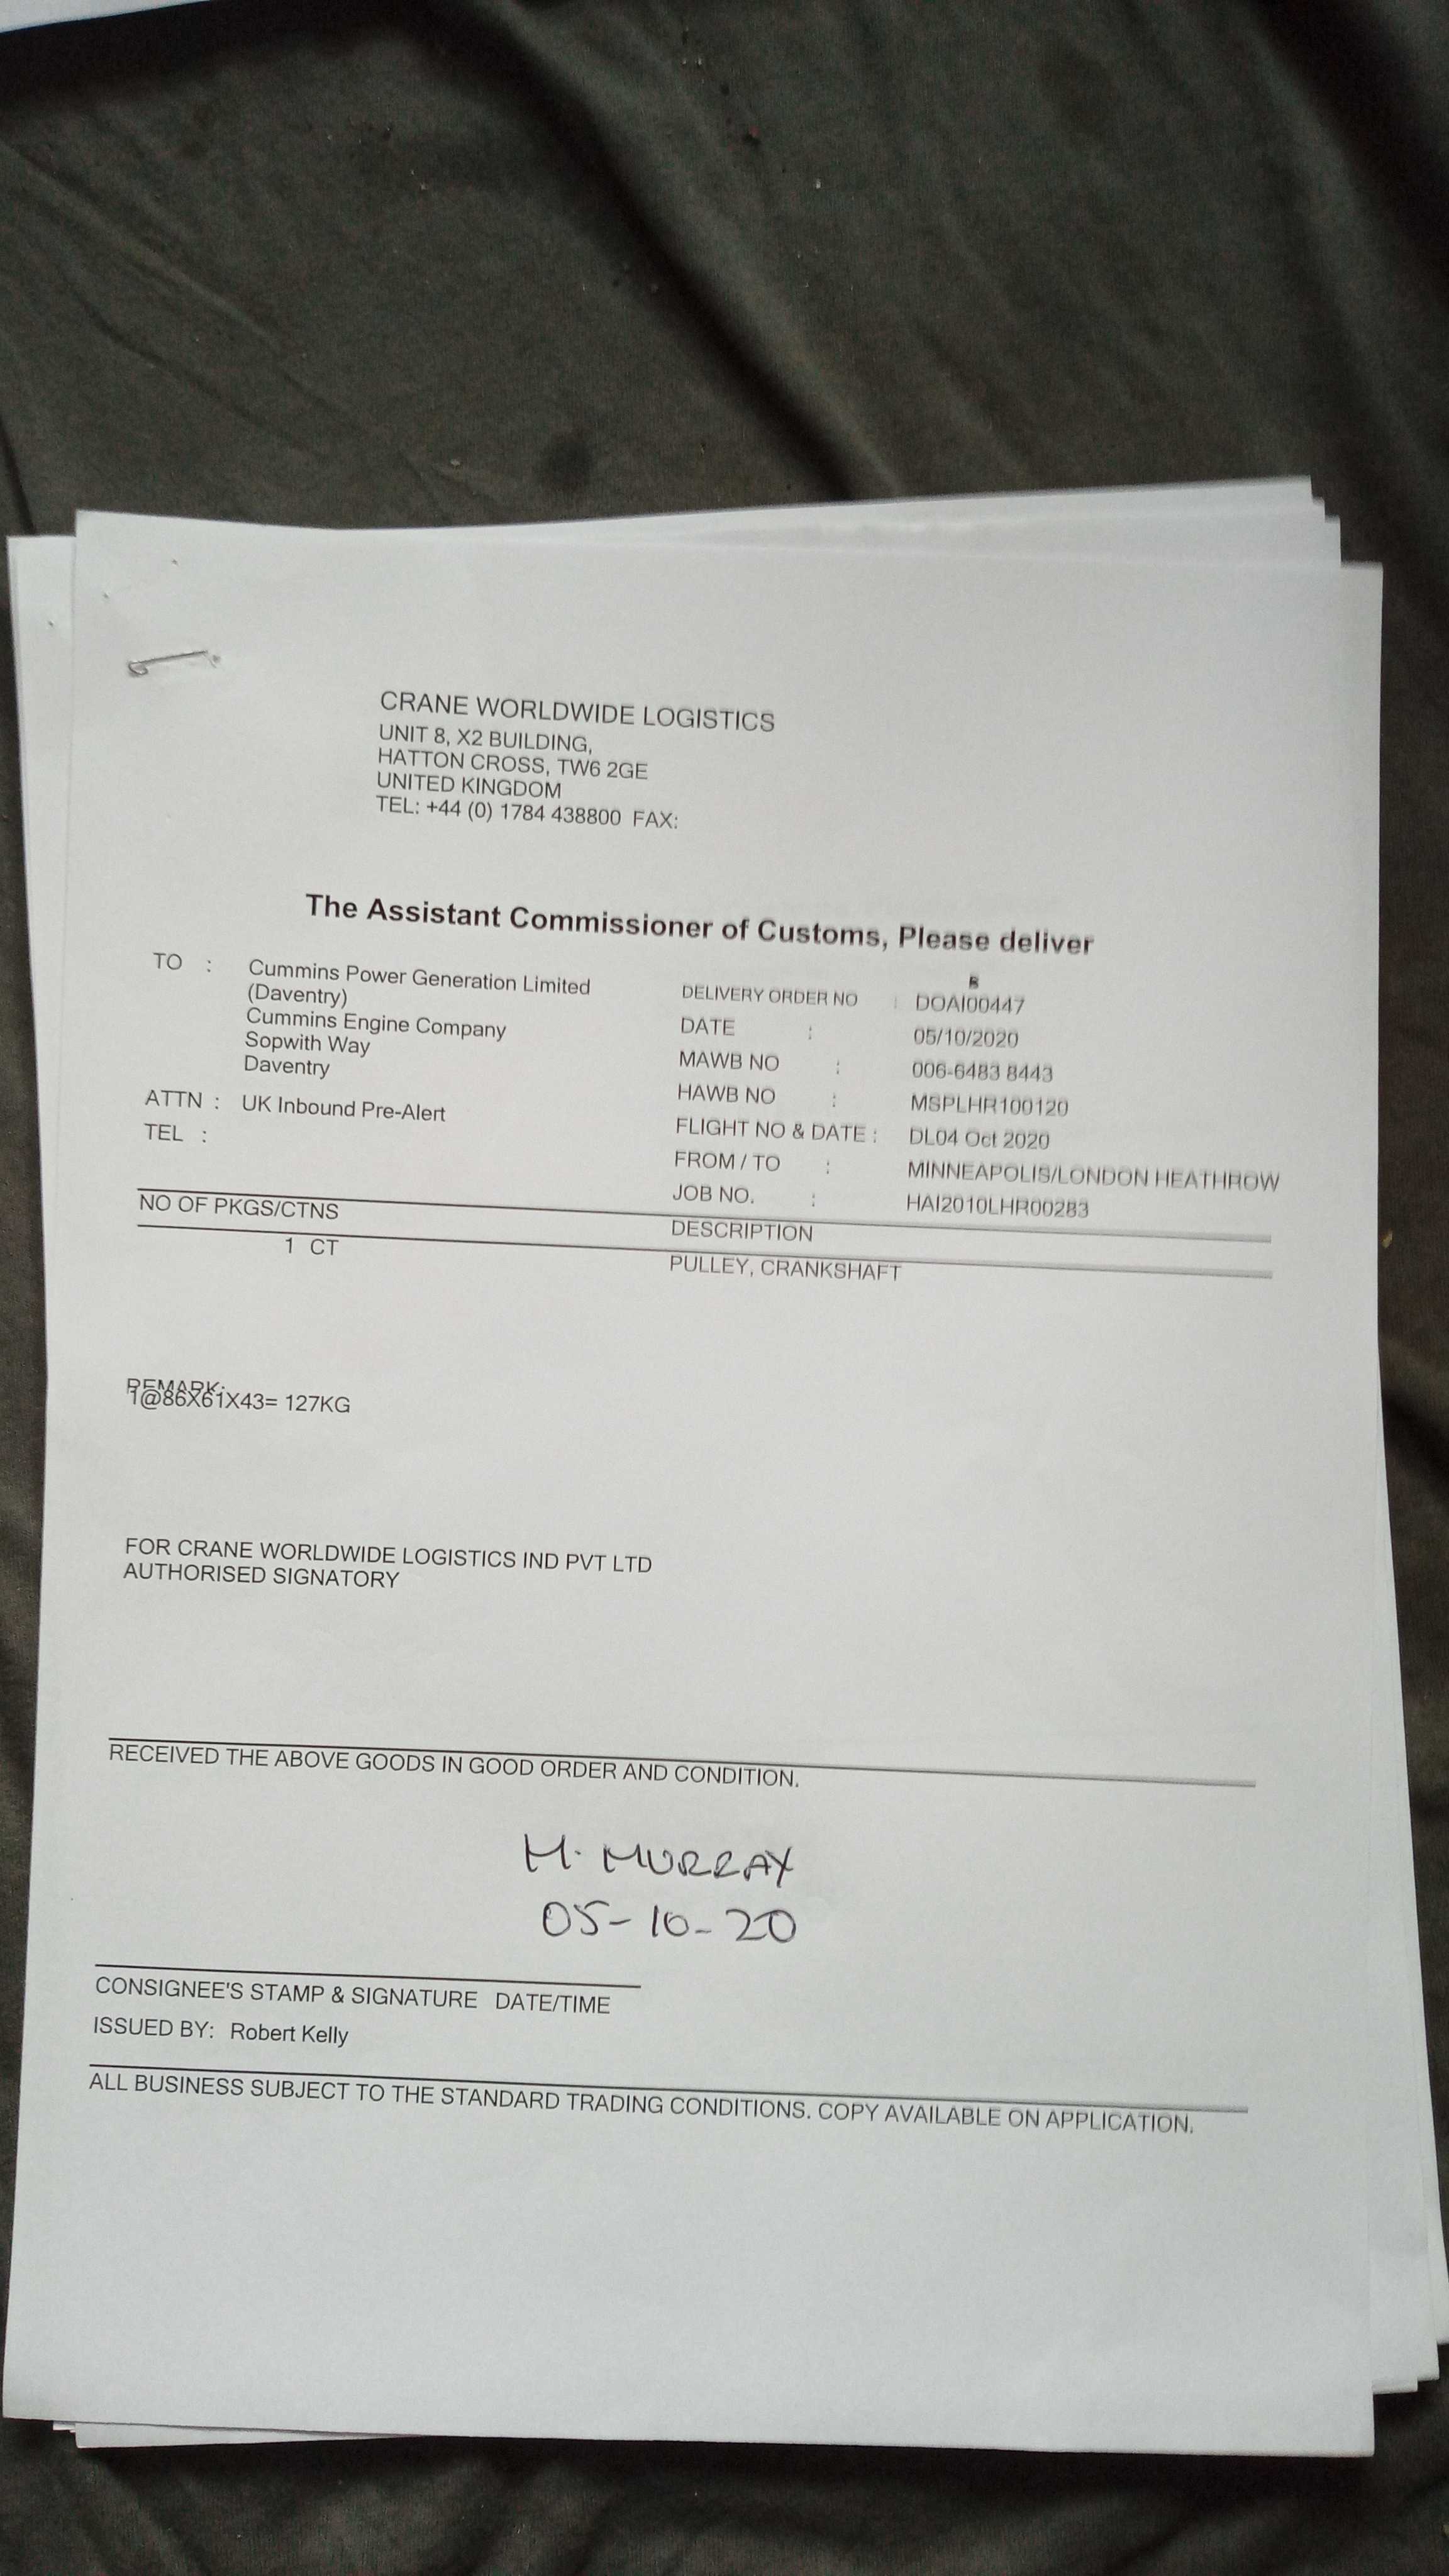 CRANE WORLDWIDE LOGISTICS
UNIT 8, X2 BUILDING,
HATTON CROSS, TW6 2GE
UNITED KINGDOM
TEL: +44 (0) 1784 438800 FAX:
The Assistant Commissioner of Customs, Please deliver
TO : Cummins Power Generation Limited
(Daventry)
Cummins Engine Company
Sopwith Way
Daventry
ATTN : UK Inbound Pre-Alert
TEL :
DELIVERY ORDER NO : DOAI00447
DATE : 05/10/2020
MAWB NO : 006-6483 8443
HAWB NO : MSPLHR100120
FLIGHT NO & DATE : DL04 Oct 2020
FROM / TO : MINNEAPOLIS/LONDON HEATHROW
JOB NO. : HAI2010LHR00283
NO OF PKGS/CTNS DESCRIPTION
1 CT PULLEY, CRANKSHAFT
REMARK:
1@86X61X43= 127KG
FOR CRANE WORLDWIDE LOGISTICS IND PVT LTD
AUTHORISED SIGNATORY
RECEIVED THE ABOVE GOODS IN GOOD ORDER AND CONDITION.
M. MURRAY
05-10-20
CONSIGNEE'S STAMP & SIGNATURE DATE/TIME
ISSUED BY: Robert Kelly
ALL BUSINESS SUBJECT TO THE STANDARD TRADING CONDITIONS. COPY AVAILABLE ON APPLICATION.